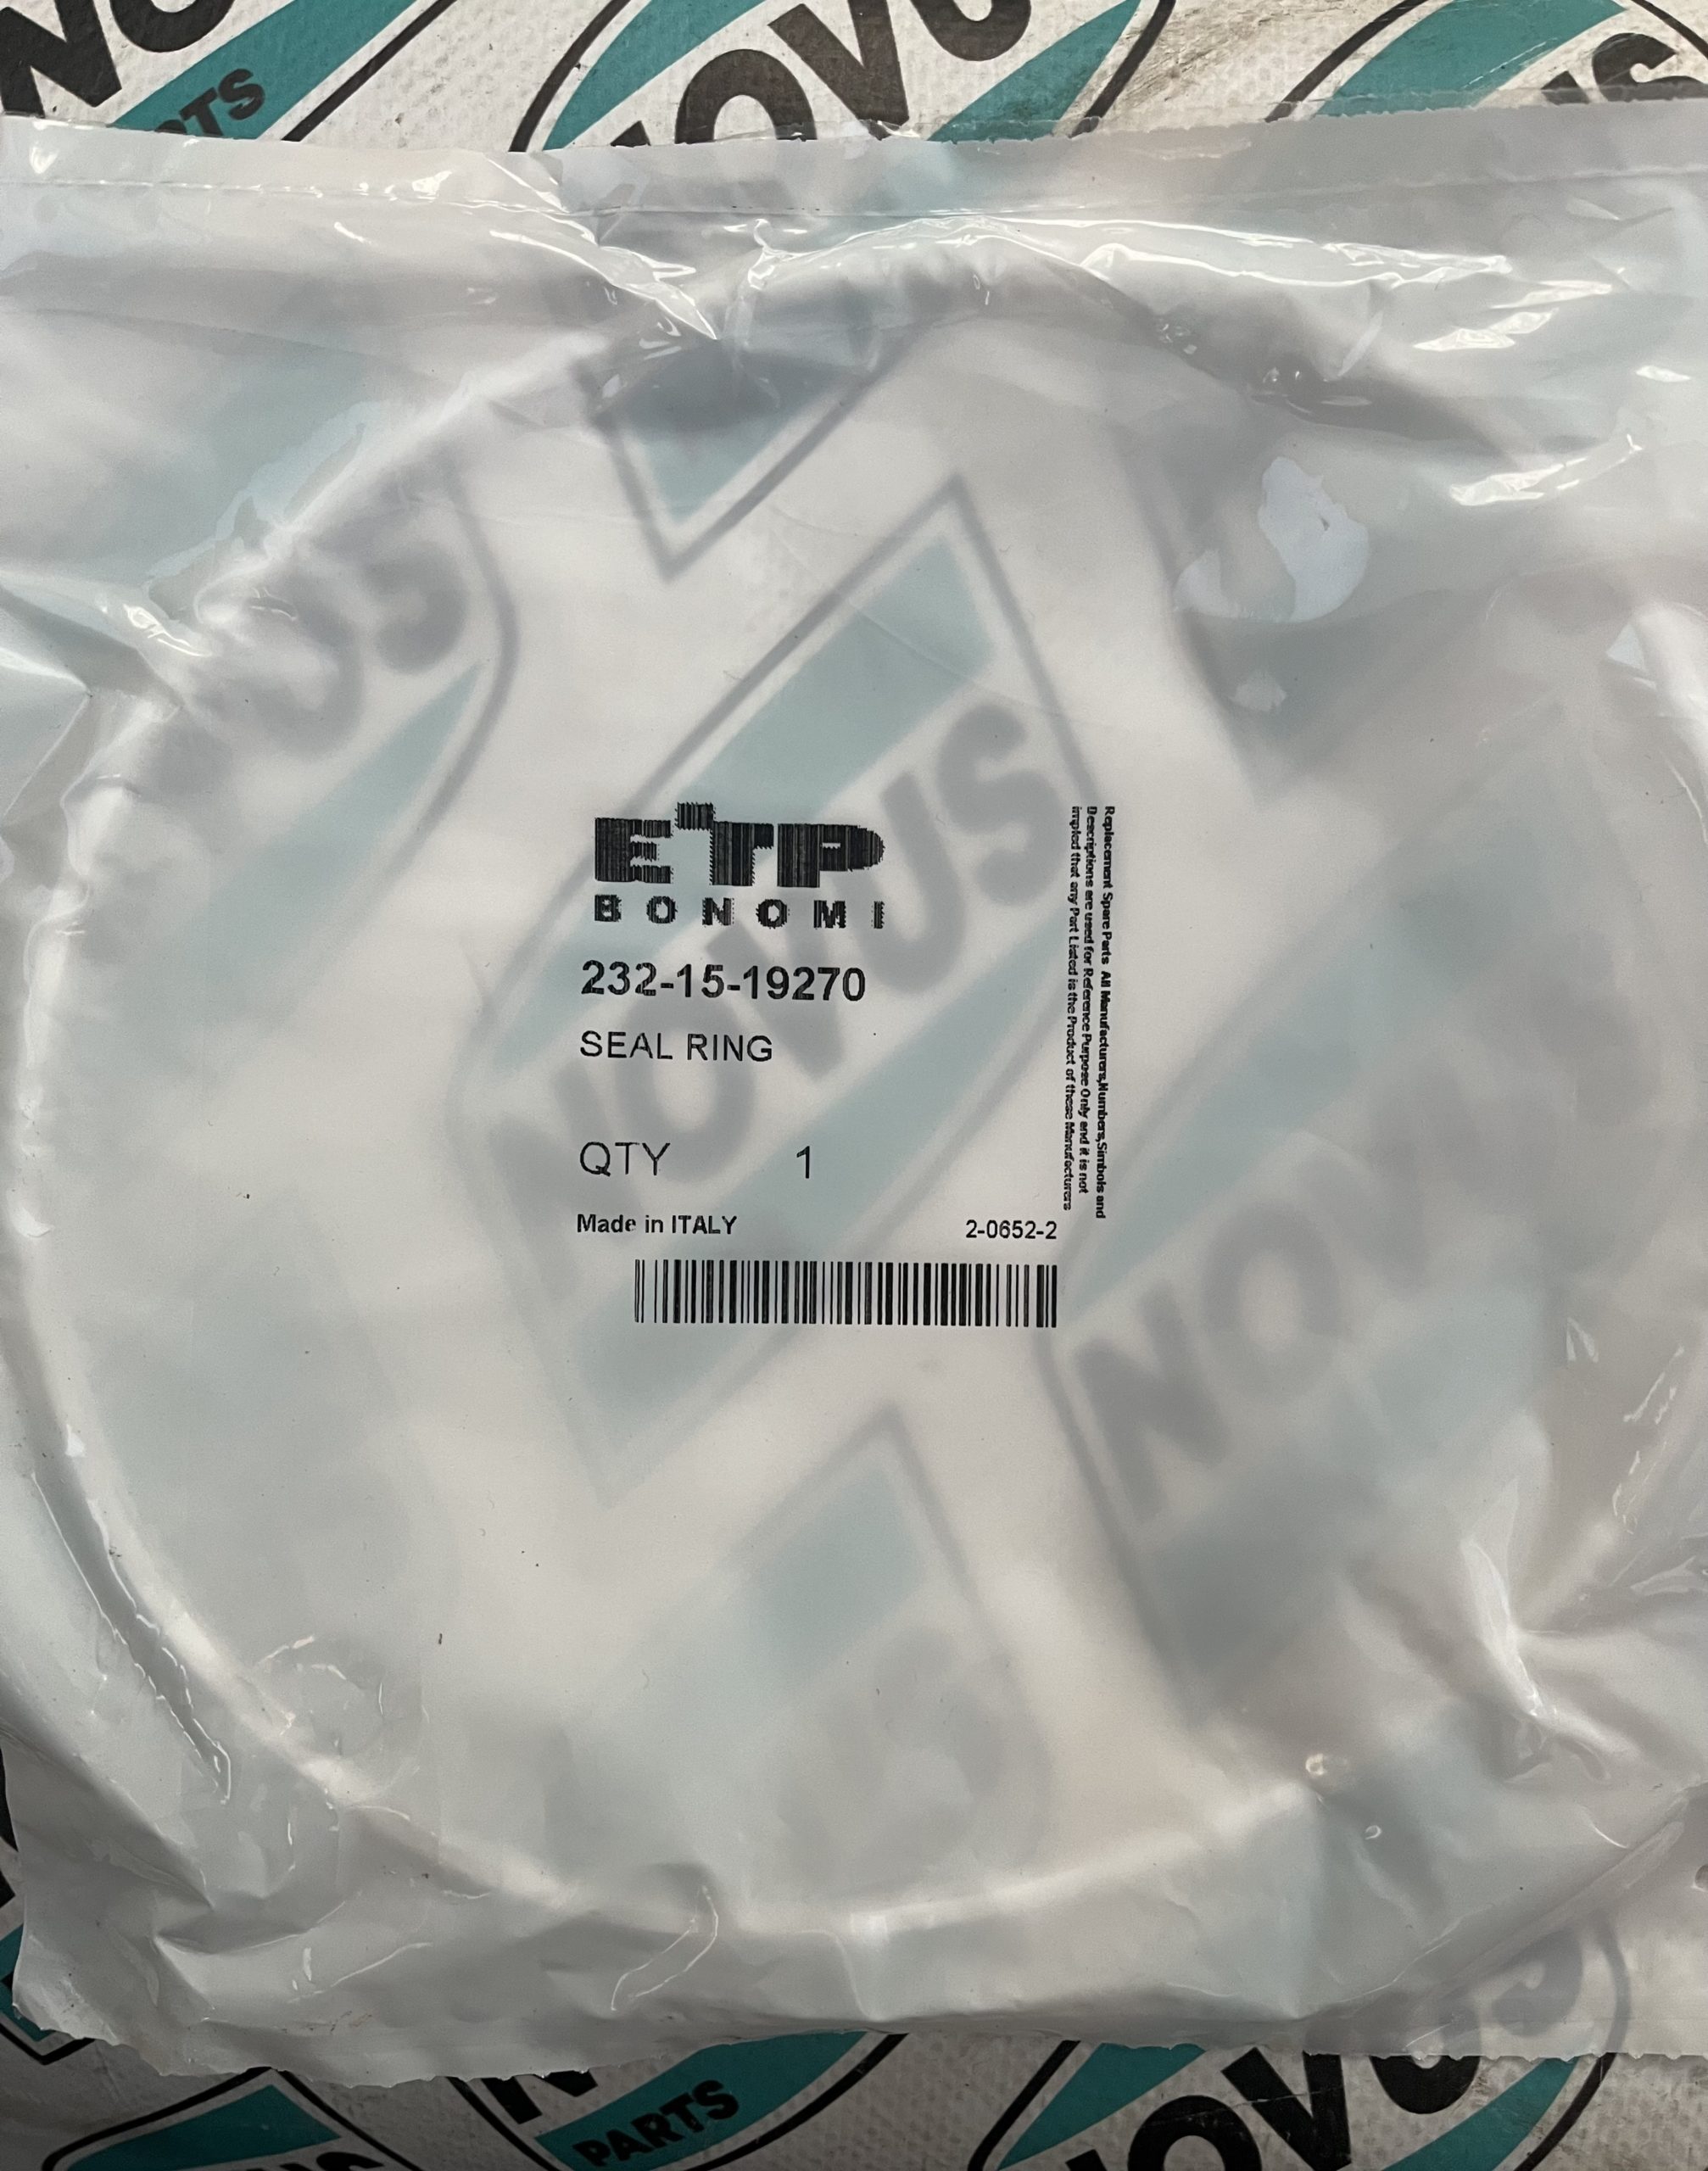 NOVUS
PARTS
ETP
BONOMI
232-15-19270
SEAL RING
QTY 1
Made in ITALY 2-0652-2
Replacement Spare Parts All Manufacturers,Numbers,Simbols and
Descriptions are used for Reference Purpose Only and it is not
implied that any Part Listed is the Product of these Manufacturers
NOVUS
PARTS